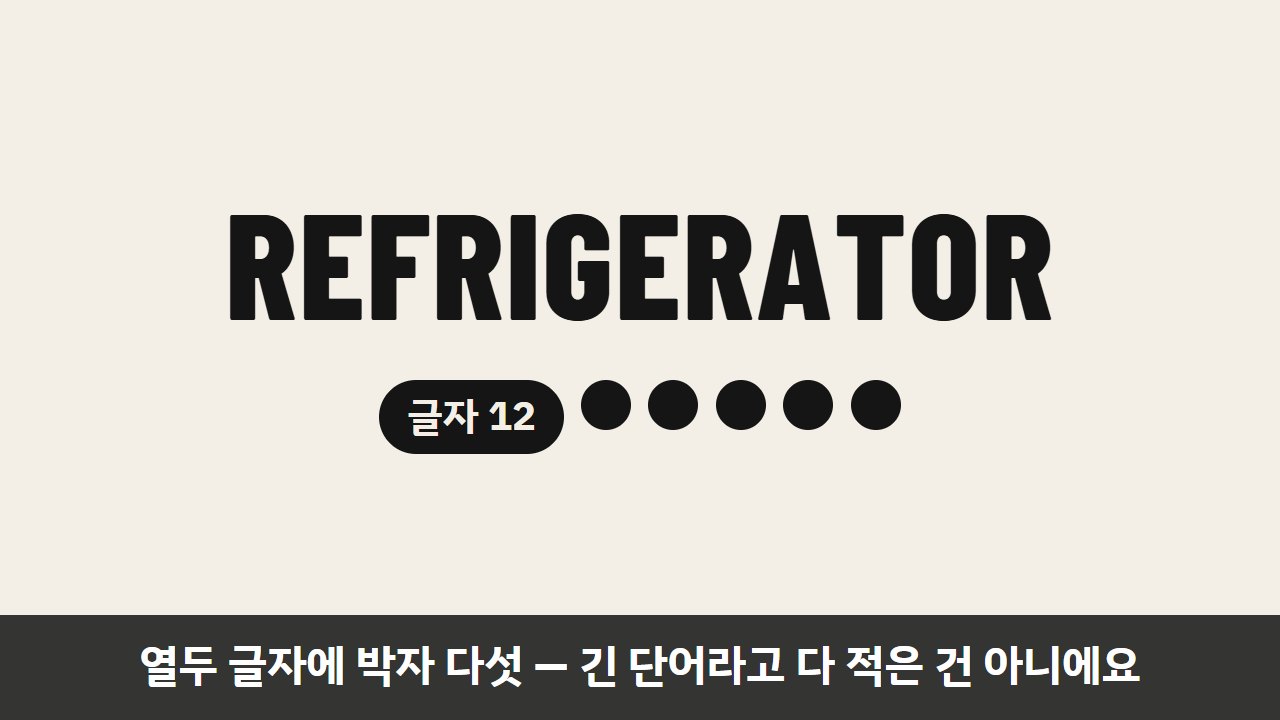 REFRIGERATOR
글자 12
열두 글자에 박자 다섯 — 긴 단어라고 다 적은 건 아니에요